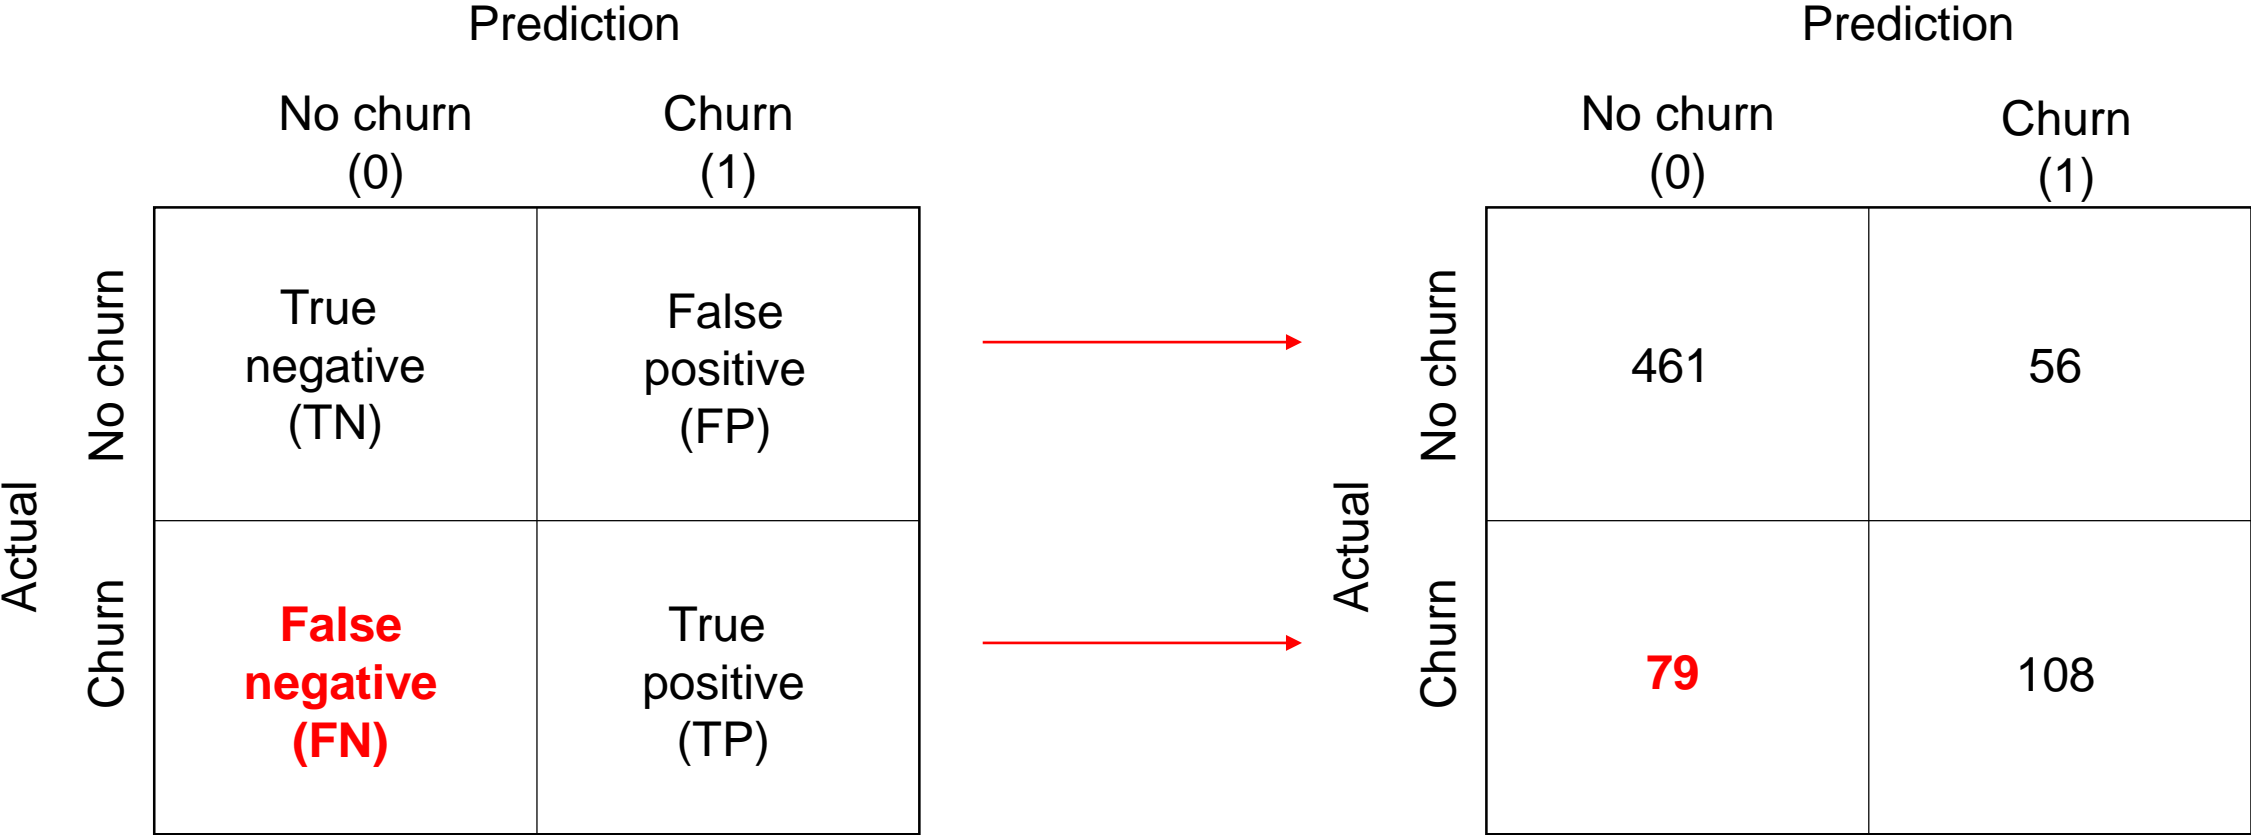 Prediction
No churn
(0)
Churn
(1)
Actual
No churn
Churn
True
negative
(TN)
False
positive
(FP)
False
negative
(FN)
True
positive
(TP)
Prediction
No churn
(0)
Churn
(1)
Actual
No churn
Churn
461
56
79
108